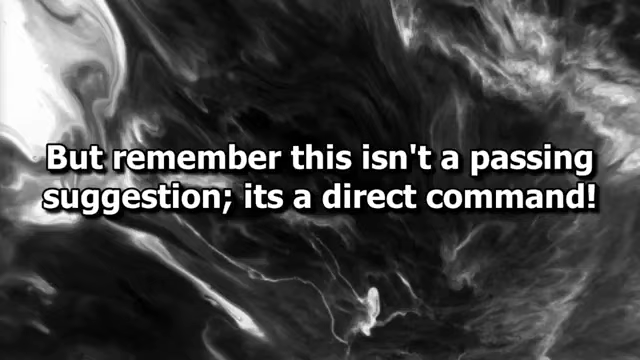 But remember this isn't a passing
suggestion; its a direct command!